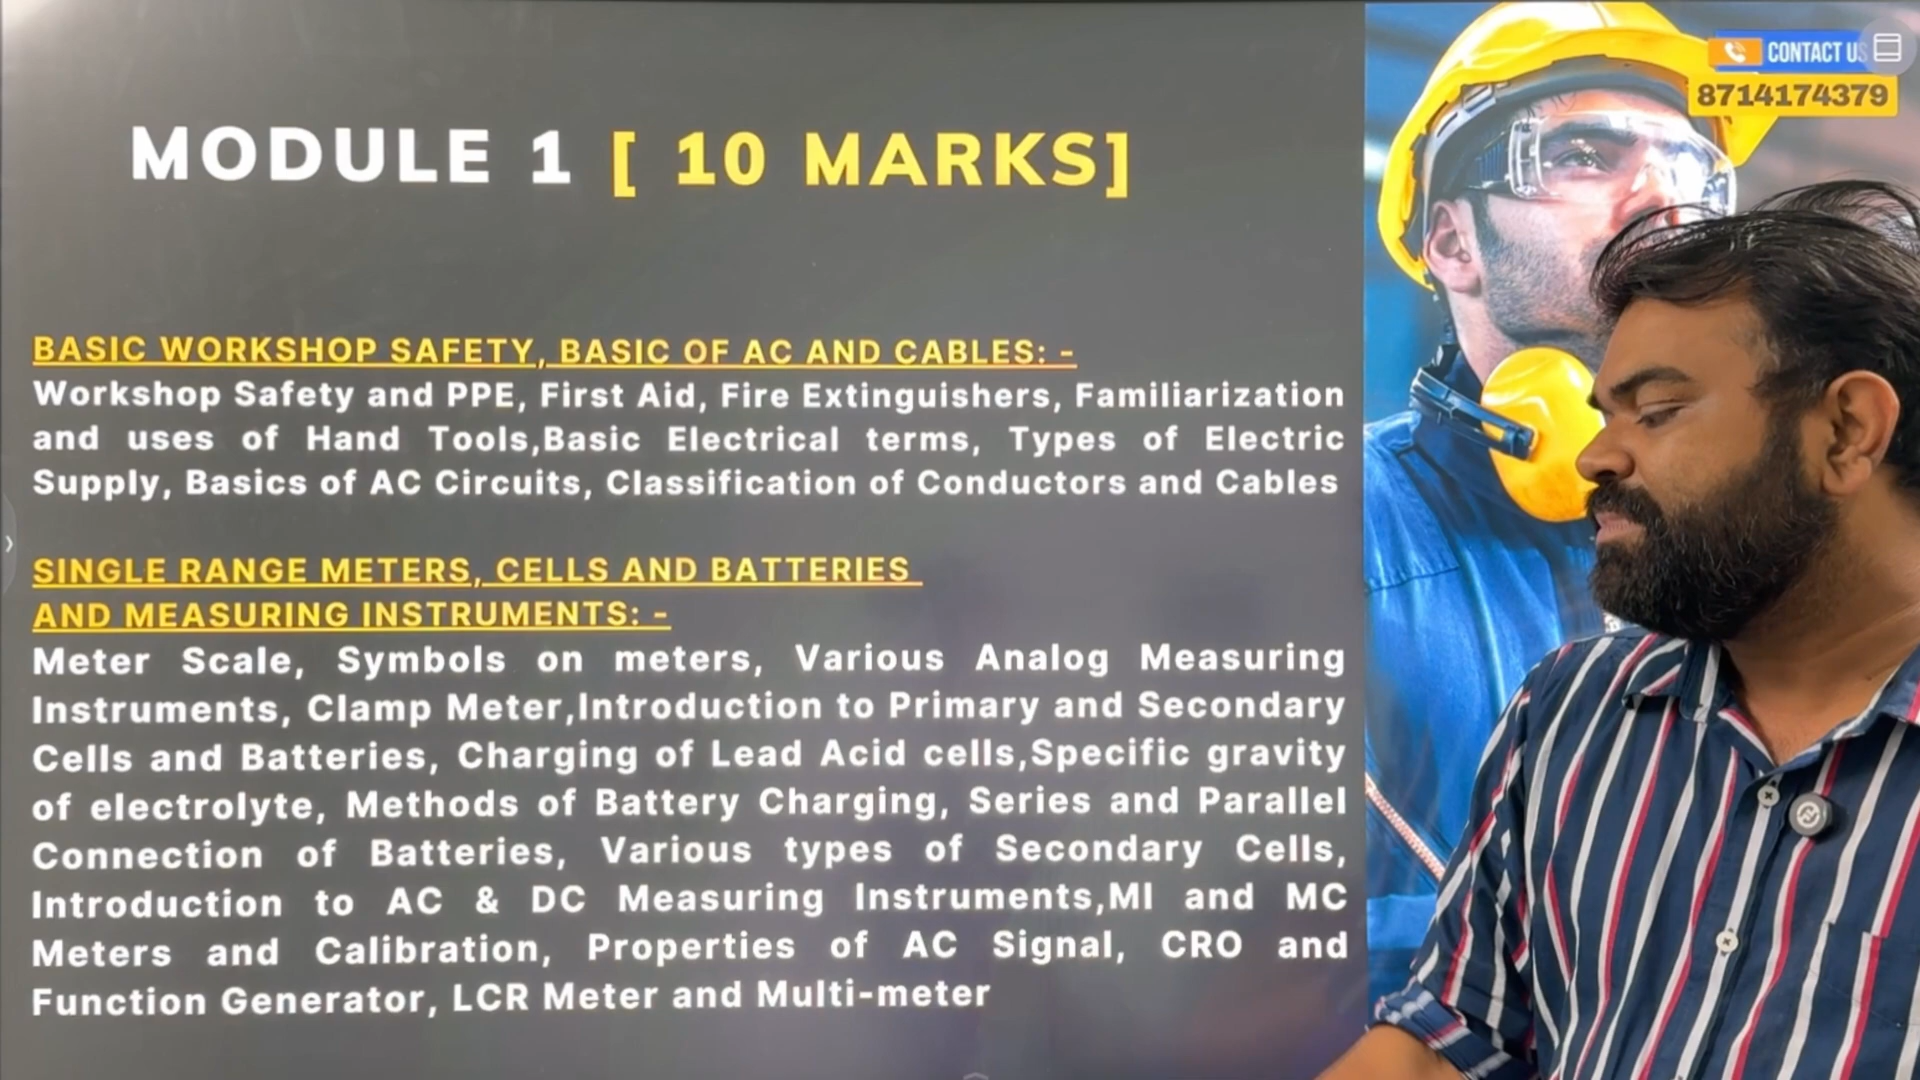 MODULE 1 [ 10 MARKS]
CONTACT US
8714174379
BASIC WORKSHOP SAFETY, BASIC OF AC AND CABLES: -
Workshop Safety and PPE, First Aid, Fire Extinguishers, Familiarization
and uses of Hand Tools,Basic Electrical terms, Types of Electric
Supply, Basics of AC Circuits, Classification of Conductors and Cables
SINGLE RANGE METERS, CELLS AND BATTERIES
AND MEASURING INSTRUMENTS: -
Meter Scale, Symbols on meters, Various Analog Measuring
Instruments, Clamp Meter,Introduction to Primary and Secondary
Cells and Batteries, Charging of Lead Acid cells,Specific gravity
of electrolyte, Methods of Battery Charging, Series and Parallel
Connection of Batteries, Various types of Secondary Cells,
Introduction to AC & DC Measuring Instruments,MI and MC
Meters and Calibration, Properties of AC Signal, CRO and
Function Generator, LCR Meter and Multi-meter